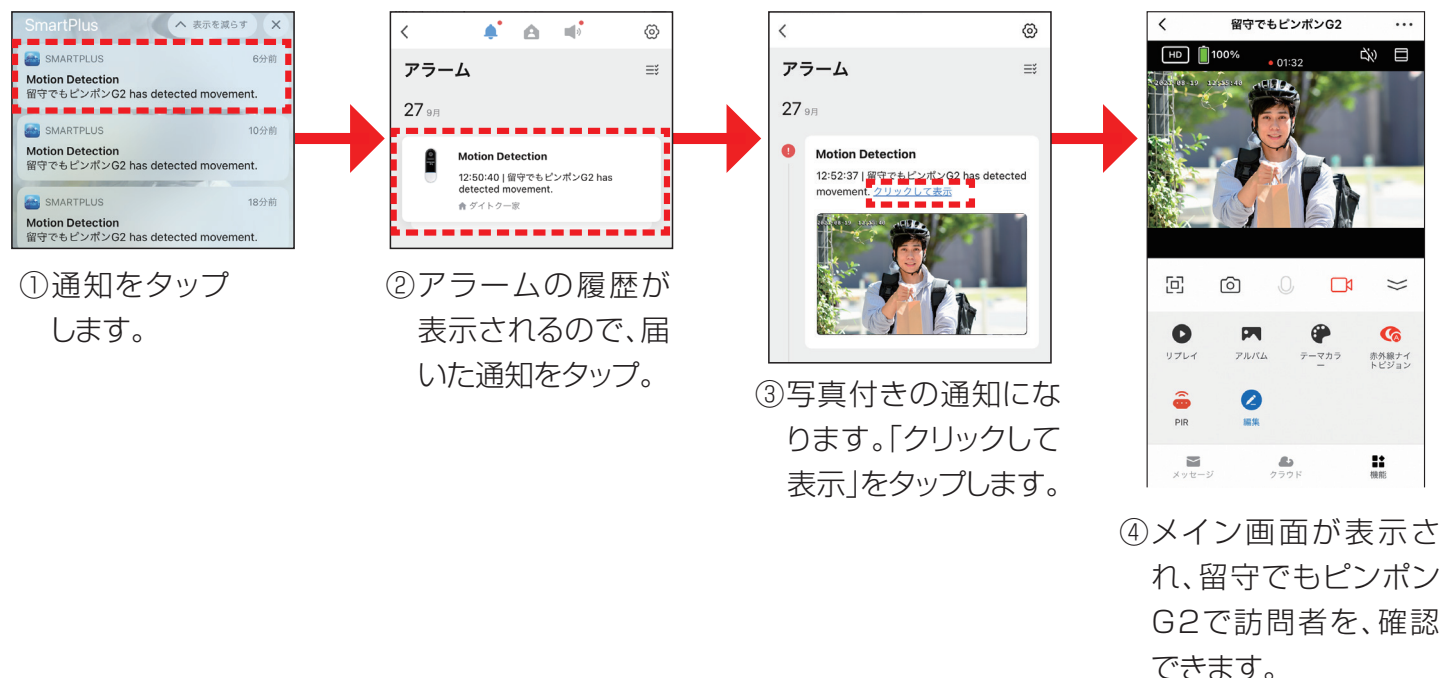 SmartPlus
表示を減らす
SMARTPLUS
6分前
Motion Detection
留守でもピンポンG2 has detected movement.
SMARTPLUS
10分前
Motion Detection
留守でもピンポンG2 has detected movement.
SMARTPLUS
18分前
Motion Detection
留守でもピンポンG2 has detected movement.
①通知をタップ
します。
アラーム
27 9月
Motion Detection
12:50:40 | 留守でもピンポンG2 has
detected movement.
ダイトクー家
②アラームの履歴が
表示されるので、届
いた通知をタップ。
アラーム
27 9月
Motion Detection
12:52:37 | 留守でもピンポンG2 has detected
movement. クリックして表示
③写真付きの通知にな
ります。「クリックして
表示」をタップします。
留守でもピンポンG2
HD 100% 01:32
リプレイ
アルバム
テーマカラ
ー
赤外線ナイ
トビジョン
PIR
編集
メッセージ
クラウド
機能
④メイン画面が表示さ
れ、留守でもピンポン
G2で訪問者を、確認
できます。